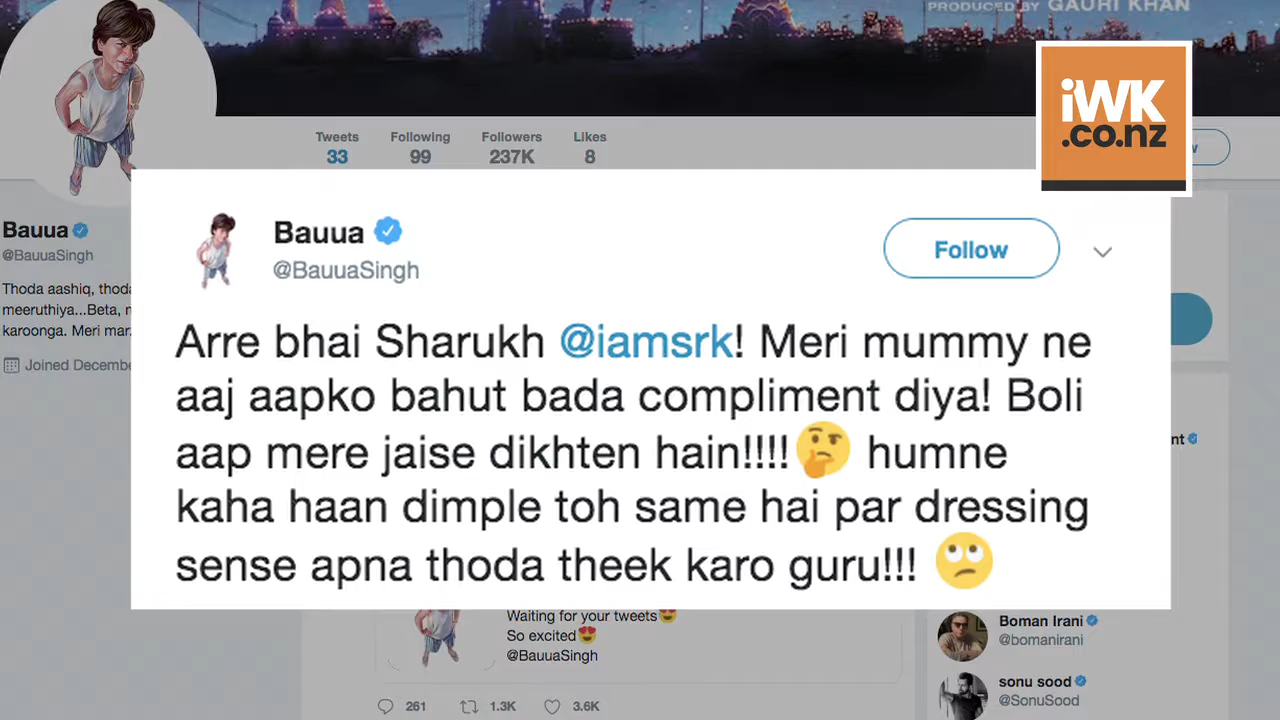 PRODUCED BY GAURI KHAN
iWK
.co.nz
Tweets Following Followers Likes
33 99 237K 8
Bauua
@BauuaSingh
Thoda aashiq, thoda
meeruthiya...Beta,
karoonga. Meri
Joined
Bauua
@BauuaSingh
Follow
Arre bhai Sharukh @iamsrk! Meri mummy ne
aaj aapko bahut bada compliment diya! Boli
aap mere jaise dikhten hain!!!!🤔 humne
kaha haan dimple toh same hai par dressing
sense apna thoda theek karo guru!!! 🙄
Waiting for your tweets😍
So excited😍
@BauuaSingh
261 1.3K 3.6K
Boman Irani
@bomanirani
sonu sood
@SonuSood